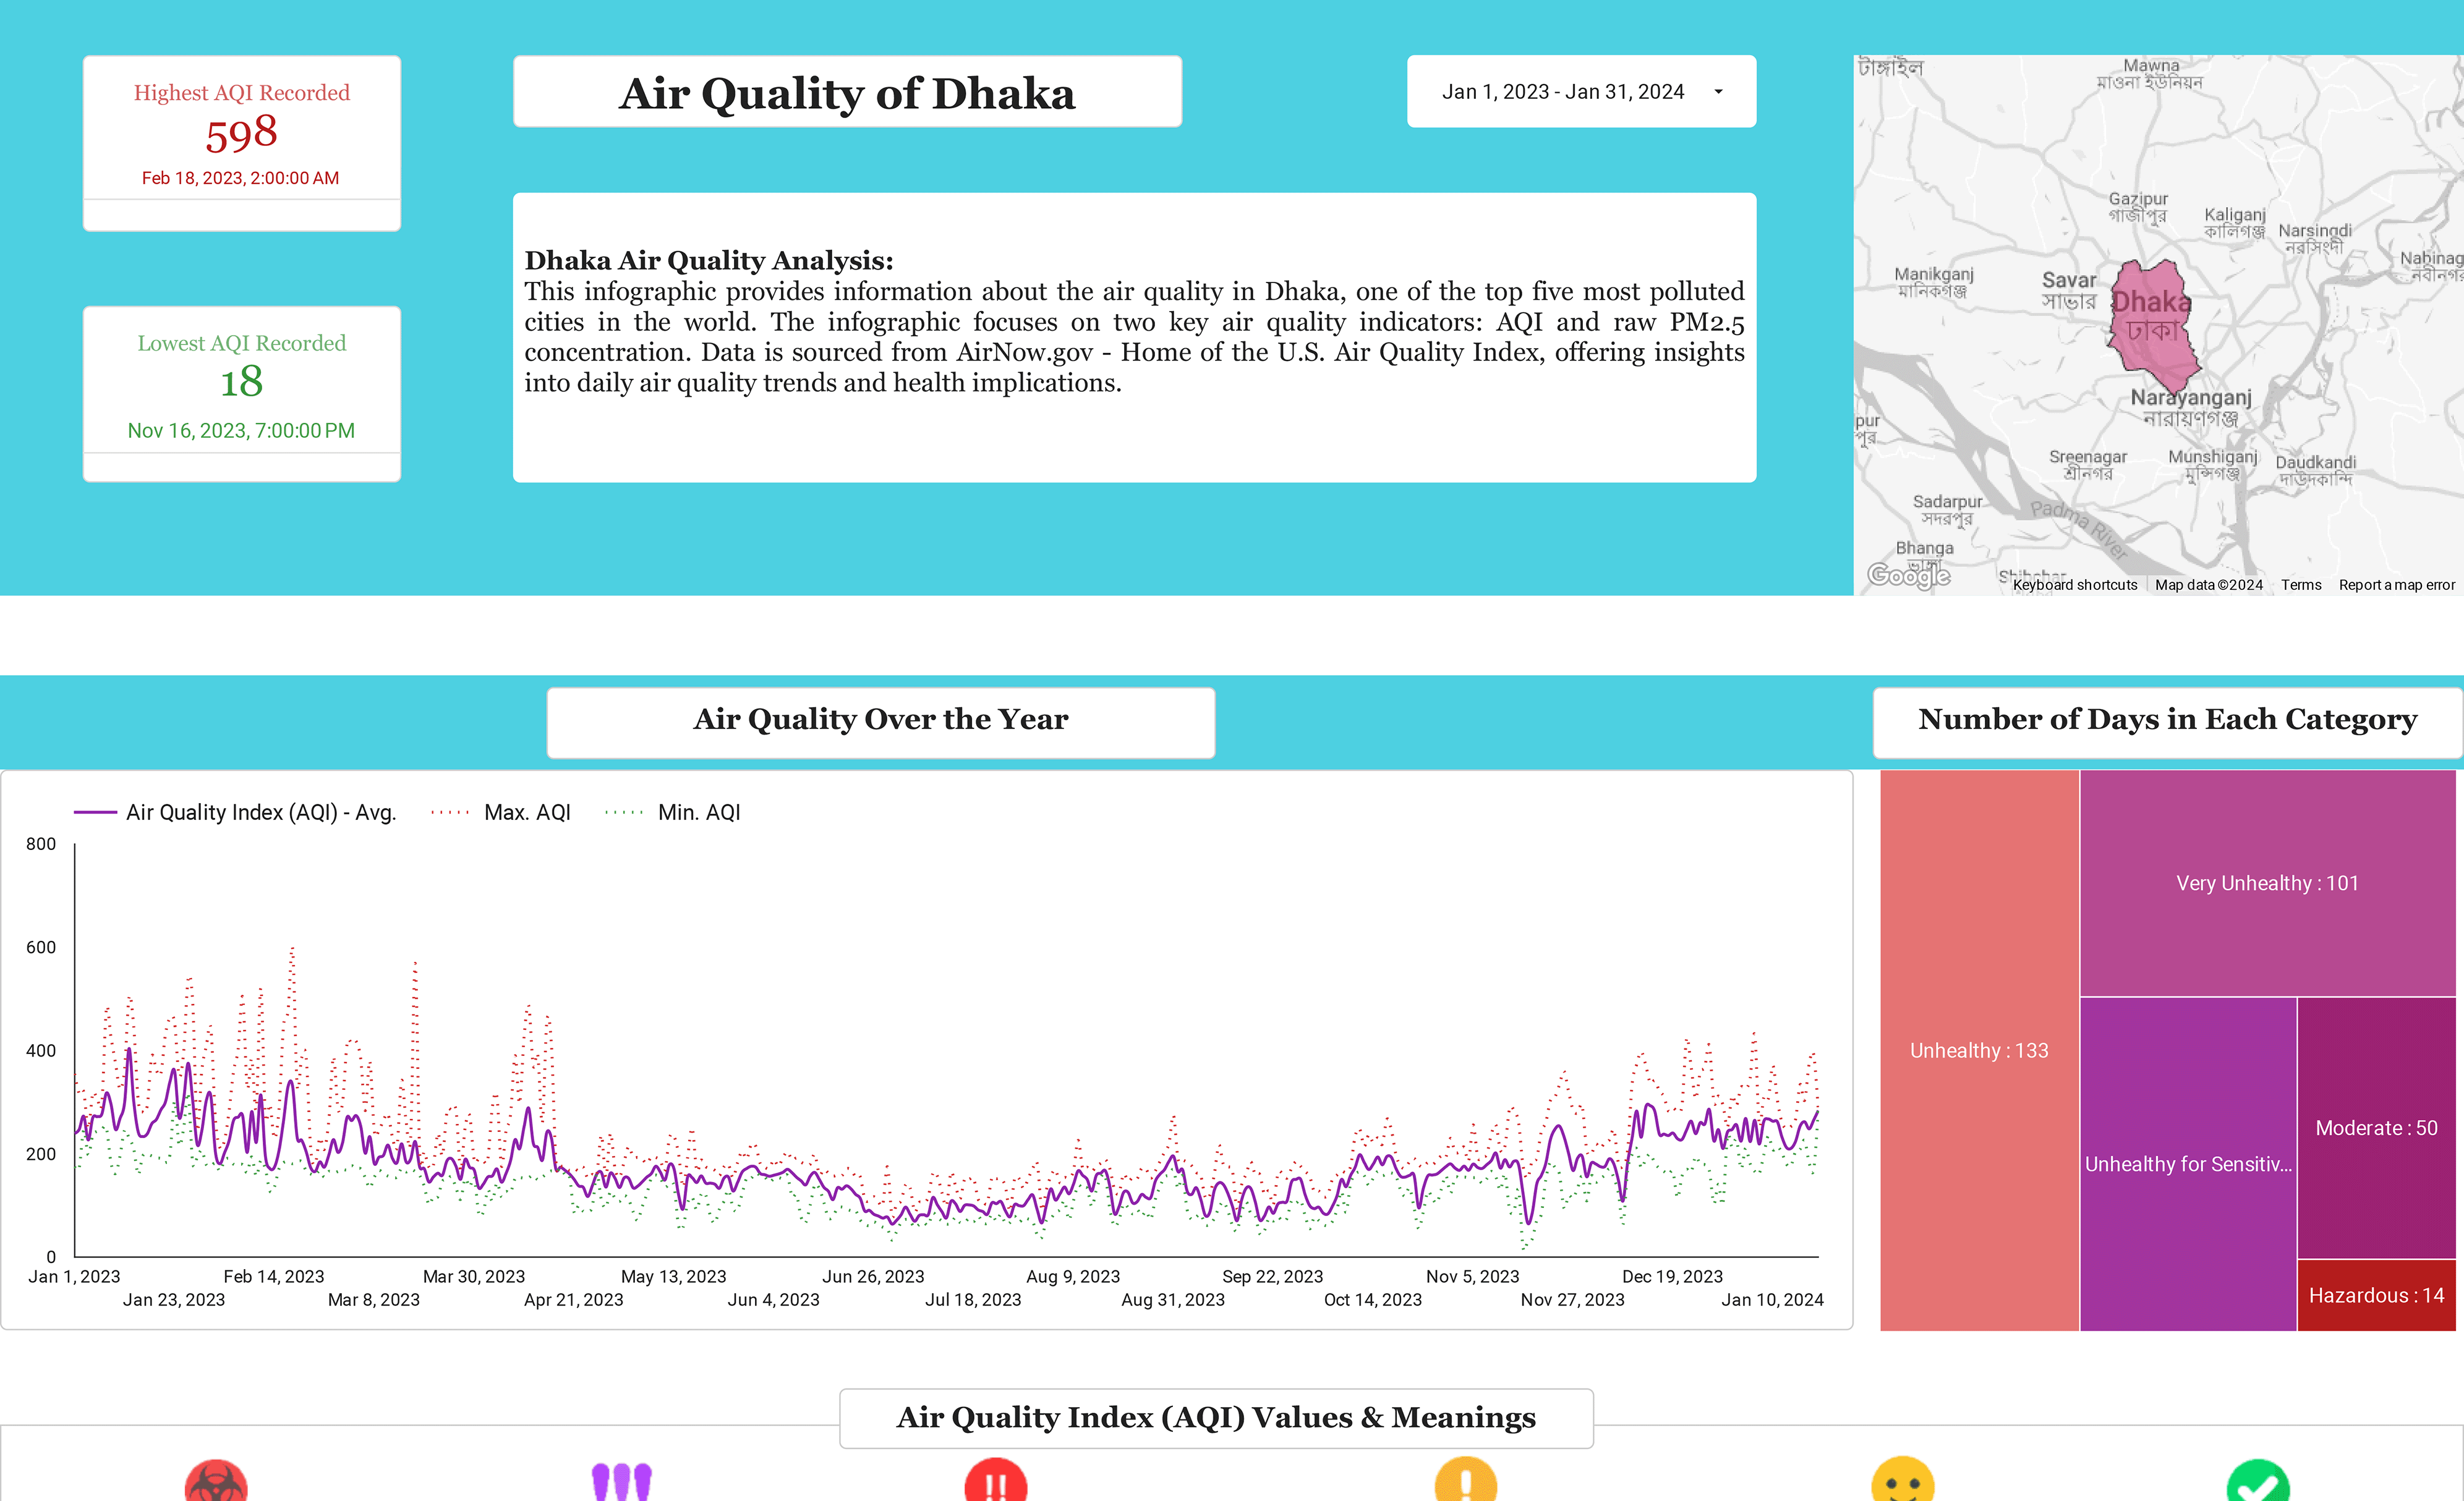 Highest AQI Recorded
598
Feb 18, 2023, 2:00:00 AM
Lowest AQI Recorded
18
Nov 16, 2023, 7:00:00 PM
Air Quality of Dhaka
Jan 1, 2023 - Jan 31, 2024
Dhaka Air Quality Analysis:
This infographic provides information about the air quality in Dhaka, one of the top five most polluted
cities in the world. The infographic focuses on two key air quality indicators: AQI and raw PM2.5
concentration. Data is sourced from AirNow.gov - Home of the U.S. Air Quality Index, offering insights
into daily air quality trends and health implications.
টাঙ্গাইল
Mawna
মাওনা ইউনিয়ন
Gazipur
গাজীপুর
Kaliganj
কালিগঞ্জ
Narsingdi
নরসিংদী
Nabinag
নবীনগ
Manikganj
মানিকগঞ্জ
Savar
সাভার
Dhaka
ঢাকা
Narayanganj
নারায়ণগঞ্জ
pur
পুর
Sreenagar
শ্রীনগর
Munshiganj
মুন্সিগঞ্জ
Daudkandi
দাউদকান্দি
Sadarpur
সদরপুর
Padma River
Bhanga
Google
Keyboard shortcuts
Map data ©2024
Terms
Report a map error
Air Quality Over the Year
Number of Days in Each Category
Air Quality Index (AQI) - Avg.
Max. AQI
Min. AQI
800
600
400
200
0
Jan 1, 2023
Feb 14, 2023
Mar 30, 2023
May 13, 2023
Jun 26, 2023
Aug 9, 2023
Sep 22, 2023
Nov 5, 2023
Dec 19, 2023
Jan 23, 2023
Mar 8, 2023
Apr 21, 2023
Jun 4, 2023
Jul 18, 2023
Aug 31, 2023
Oct 14, 2023
Nov 27, 2023
Jan 10, 2024
Unhealthy : 133
Very Unhealthy : 101
Unhealthy for Sensitiv...
Moderate : 50
Hazardous : 14
Air Quality Index (AQI) Values & Meanings